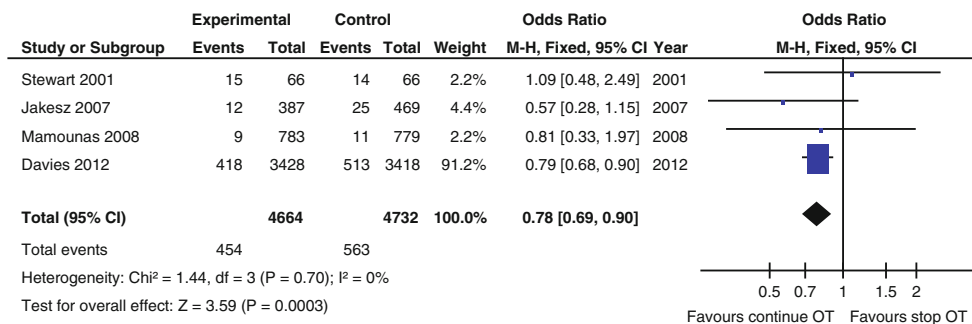 Experimental Control Odds Ratio Odds Ratio
Study or Subgroup Events Total Events Total Weight M-H, Fixed, 95% CI Year M-H, Fixed, 95% CI
Stewart 2001 15 66 14 66 2.2% 1.09 [0.48, 2.49] 2001
Jakesz 2007 12 387 25 469 4.4% 0.57 [0.28, 1.15] 2007
Mamounas 2008 9 783 11 779 2.2% 0.81 [0.33, 1.97] 2008
Davies 2012 418 3428 513 3418 91.2% 0.79 [0.68, 0.90] 2012
Total (95% CI) 4664 4732 100.0% 0.78 [0.69, 0.90]
Total events 454 563
Heterogeneity: Chi² = 1.44, df = 3 (P = 0.70); I² = 0%
Test for overall effect: Z = 3.59 (P = 0.0003)
0.5 0.7 1 1.5 2
Favours continue OT Favours stop OT